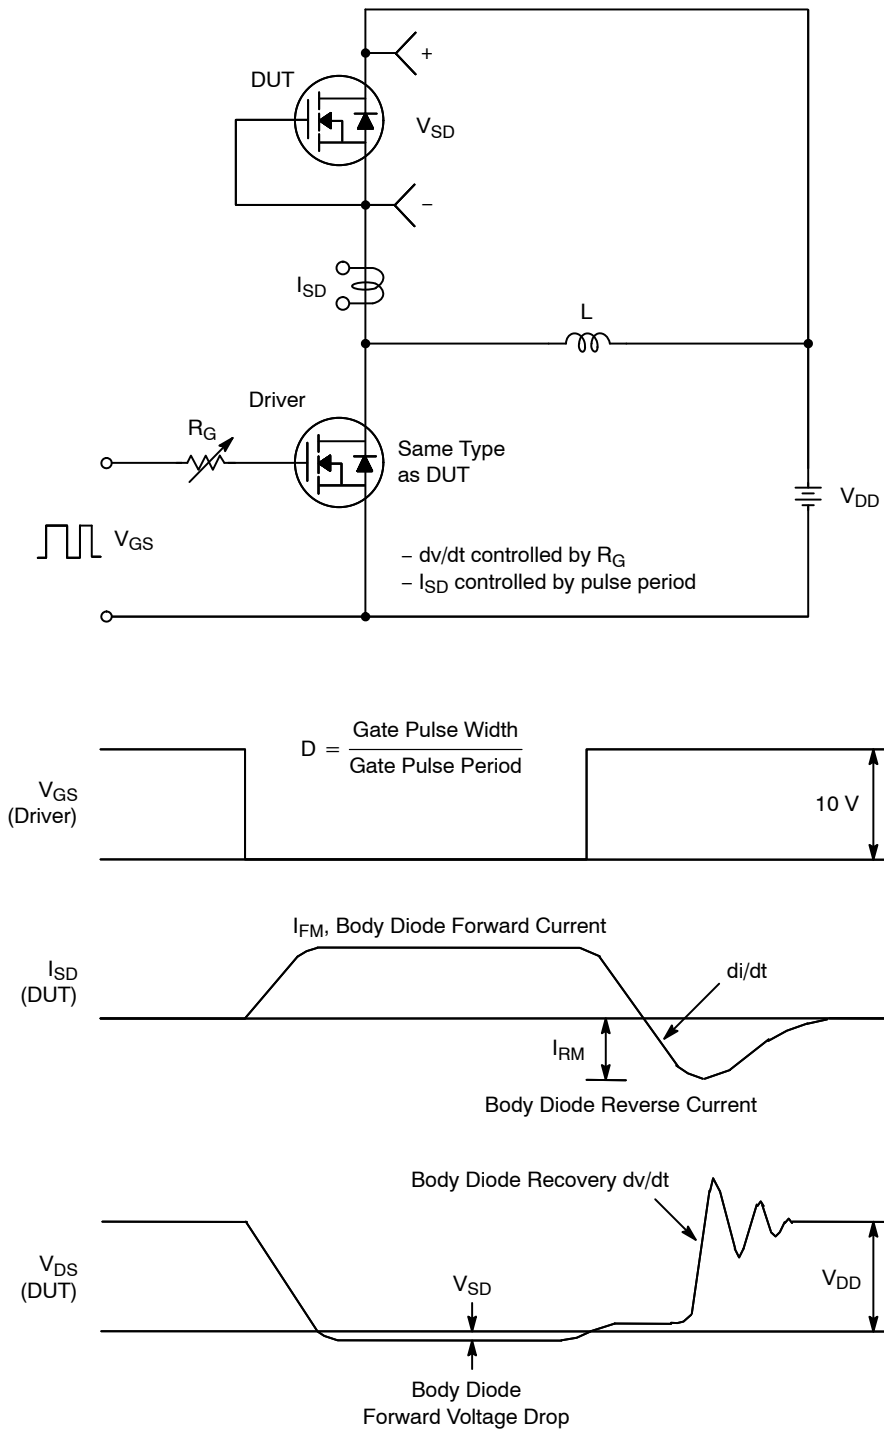 +
DUT
V_SD
−
I_SD
L
Driver
R_G
Same Type
as DUT
V_DD
V_GS
− dv/dt controlled by R_G
− I_SD controlled by pulse period
D = Gate Pulse Width
Gate Pulse Period
V_GS
(Driver)
10 V
I_FM, Body Diode Forward Current
I_SD
(DUT)
di/dt
I_RM
Body Diode Reverse Current
Body Diode Recovery dv/dt
V_DS
(DUT)
V_SD
V_DD
Body Diode
Forward Voltage Drop